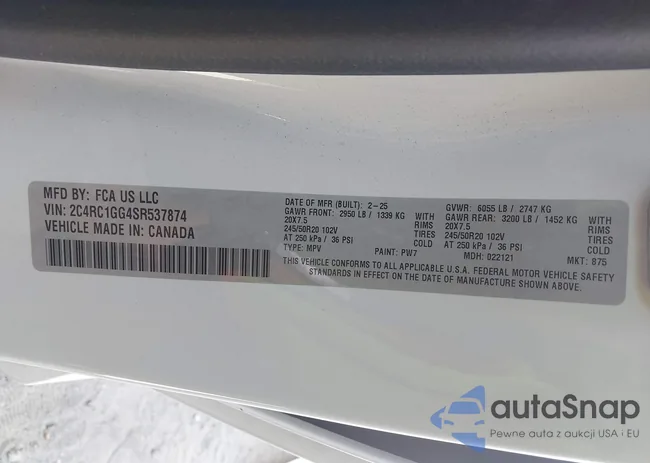 MFD BY: FCA US LLC
VIN: 2C4RC1GG4SR537874
VEHICLE MADE IN: CANADA
DATE OF MFR (BUILT): 2-25
GAWR FRONT: 2950 LB / 1339 KG
20X7.5 WITH RIMS
245/50R20 102V TIRES
AT 250 kPa / 36 PSI COLD
TYPE: MPV PAINT: PW7
GVWR: 6055 LB / 2747 KG
GAWR REAR: 3200 LB / 1452 KG
20X7.5 WITH RIMS
245/50R20 102V TIRES
AT 250 kPa / 36 PSI COLD
MDH: 022121 MKT: 875
THIS VEHICLE CONFORMS TO ALL APPLICABLE U.S.A. FEDERAL MOTOR VEHICLE SAFETY
STANDARDS IN EFFECT ON THE DATE OF MANUFACTURE SHOWN ABOVE.
autaSnap
Pewne auta z aukcji USA i EU